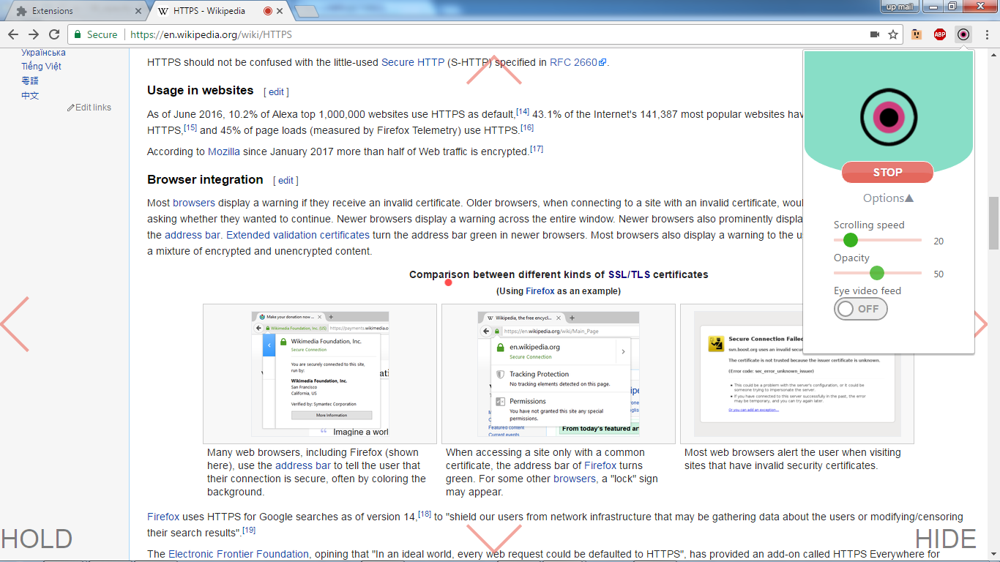 Extensions
HTTPS - Wikipedia
up mail
Secure
https://en.wikipedia.org/wiki/HTTPS
ABP
Українська
Tiếng Việt
粵語
中文
Edit links
HTTPS should not be confused with the little-used Secure HTTP (S-HTTP) specified in RFC 2660.
Usage in websites [ edit ]
As of June 2016, 10.2% of Alexa top 1,000,000 websites use HTTPS as default,[14] 43.1% of the Internet's 141,387 most popular websites hav
HTTPS,[15] and 45% of page loads (measured by Firefox Telemetry) use HTTPS.[16]
According to Mozilla since January 2017 more than half of Web traffic is encrypted.[17]
Browser integration [ edit ]
Most browsers display a warning if they receive an invalid certificate. Older browsers, when connecting to a site with an invalid certificate, woul
asking whether they wanted to continue. Newer browsers display a warning across the entire window. Newer browsers also prominently displa
the address bar. Extended validation certificates turn the address bar green in newer browsers. Most browsers also display a warning to the u
a mixture of encrypted and unencrypted content.
STOP
Options▲
Scrolling speed
20
Opacity
50
Eye video feed
OFF
Comparison between different kinds of SSL/TLS certificates
(Using Firefox as an example)
Make your donation now ...
Wikimedia Foundation, Inc. (US)
https://payments.wikimedia.o
Wikimedia Foundation, Inc.
Secure Connection
You are securely connected to this site,
run by:
Wikimedia Foundation, Inc.
San Francisco
California, US
Verified by: Symantec Corporation
More Information
Imagine a worl
Wikipedia, the free encycl...
https://en.wikipedia.org/wiki/Main_Page
en.wikipedia.org
Secure Connection
Tracking Protection
No tracking elements detected on this page.
Permissions
You have not granted this site any special
permissions.
Featured content
Current events
From today's featured ar
Secure Connection Failed
svn.boost.org uses an invalid secu
The certificate is not trusted because the issuer certificate is unknown.
(Error code: sec_error_unknown_issuer)
This could be a problem with the server's configuration, or it could be
someone trying to impersonate the server.
If you have connected to this server successfully in the past, the error
may be temporary, and you can try again later.
Or you can add an exception...
Many web browsers, including Firefox (shown
here), use the address bar to tell the user that
their connection is secure, often by coloring the
background.
When accessing a site only with a common
certificate, the address bar of Firefox turns
green. For some other browsers, a "lock" sign
may appear.
Most web browsers alert the user when visiting
sites that have invalid security certificates.
Firefox uses HTTPS for Google searches as of version 14,[18] to "shield our users from network infrastructure that may be gathering data about the users or modifying/censoring
their search results".[19]
The Electronic Frontier Foundation, opining that "In an ideal world, every web request could be defaulted to HTTPS", has provided an add-on called HTTPS Everywhere for
HOLD
HIDE